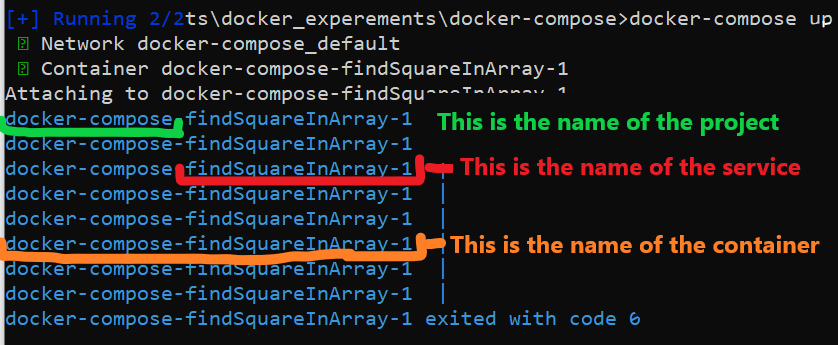 [+] Running 2/2ts\docker_experements\docker-compose>docker-compose up
Network docker-compose_default
Container docker-compose-findSquareInArray-1
Attaching to docker-compose-findSquareInArray-1
docker-compose-findSquareInArray-1 This is the name of the project
docker-compose-findSquareInArray-1
docker-compose-findSquareInArray-1 | This is the name of the service
docker-compose-findSquareInArray-1 |
docker-compose-findSquareInArray-1 |
docker-compose-findSquareInArray-1 | This is the name of the container
docker-compose-findSquareInArray-1 |
docker-compose-findSquareInArray-1 |
docker-compose-findSquareInArray-1 exited with code 6